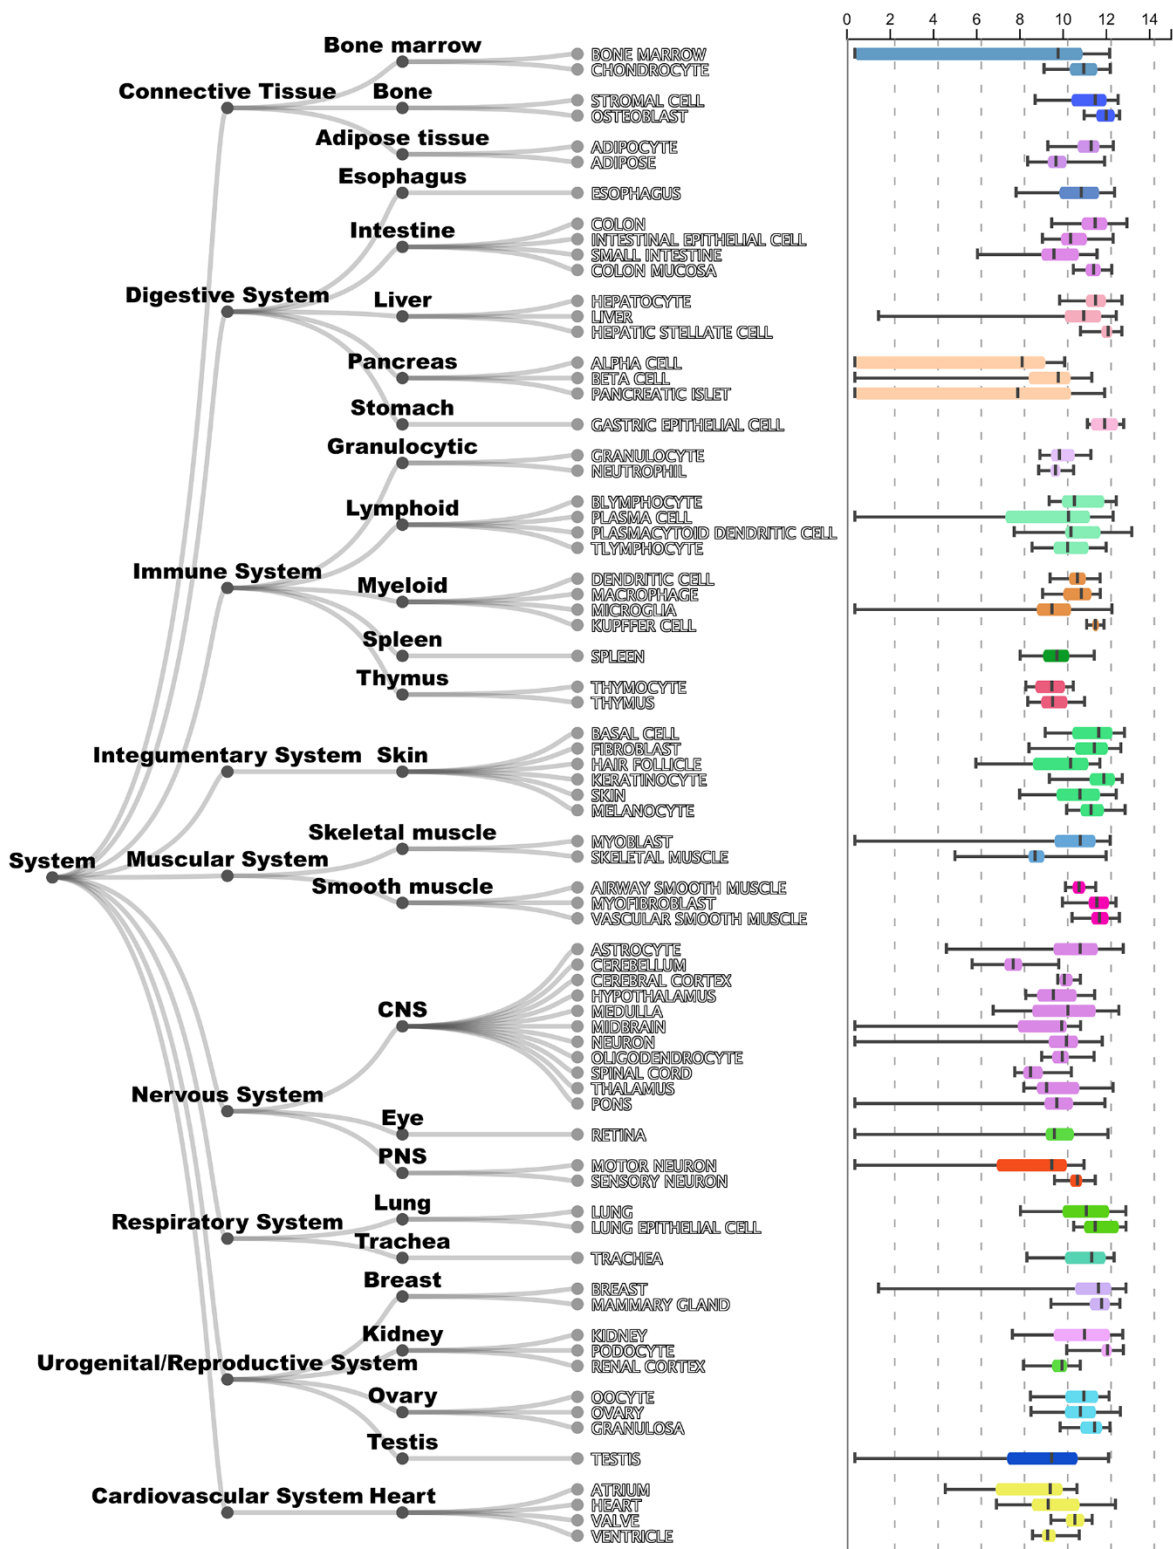 0 2 4 6 8 10 12 14
Bone marrow
BONE MARROW
CHONDROCYTE
Connective Tissue
Bone
STROMAL CELL
OSTEOBLAST
Adipose tissue
ADIPOCYTE
ADIPOSE
Esophagus
ESOPHAGUS
Intestine
COLON
INTESTINAL EPITHELIAL CELL
SMALL INTESTINE
COLON MUCOSA
Digestive System
Liver
HEPATOCYTE
LIVER
HEPATIC STELLATE CELL
Pancreas
ALPHA CELL
BETA CELL
PANCREATIC ISLET
Stomach
GASTRIC EPITHELIAL CELL
Granulocytic
GRANULOCYTE
NEUTROPHIL
Lymphoid
BLYMPHOCYTE
PLASMA CELL
PLASMACYTOID DENDRITIC CELL
TLYMPHOCYTE
Immune System
Myeloid
DENDRITIC CELL
MACROPHAGE
MICROGLIA
KUPFFER CELL
Spleen
SPLEEN
Thymus
THYMOCYTE
THYMUS
Integumentary System
Skin
BASAL CELL
FIBROBLAST
HAIR FOLLICLE
KERATINOCYTE
SKIN
MELANOCYTE
System
Muscular System
Skeletal muscle
MYOBLAST
SKELETAL MUSCLE
Smooth muscle
AIRWAY SMOOTH MUSCLE
MYOFIBROBLAST
VASCULAR SMOOTH MUSCLE
CNS
ASTROCYTE
CEREBELLUM
CEREBRAL CORTEX
HYPOTHALAMUS
MEDULLA
MIDBRAIN
NEURON
OLIGODENDROCYTE
SPINAL CORD
THALAMUS
PONS
Nervous System
Eye
RETINA
PNS
MOTOR NEURON
SENSORY NEURON
Respiratory System
Lung
LUNG
LUNG EPITHELIAL CELL
Trachea
TRACHEA
Breast
BREAST
MAMMARY GLAND
Urogenital/Reproductive System
Kidney
KIDNEY
PODOCYTE
RENAL CORTEX
Ovary
OOCYTE
OVARY
GRANULOSA
Testis
TESTIS
Cardiovascular System
Heart
ATRIUM
HEART
VALVE
VENTRICLE